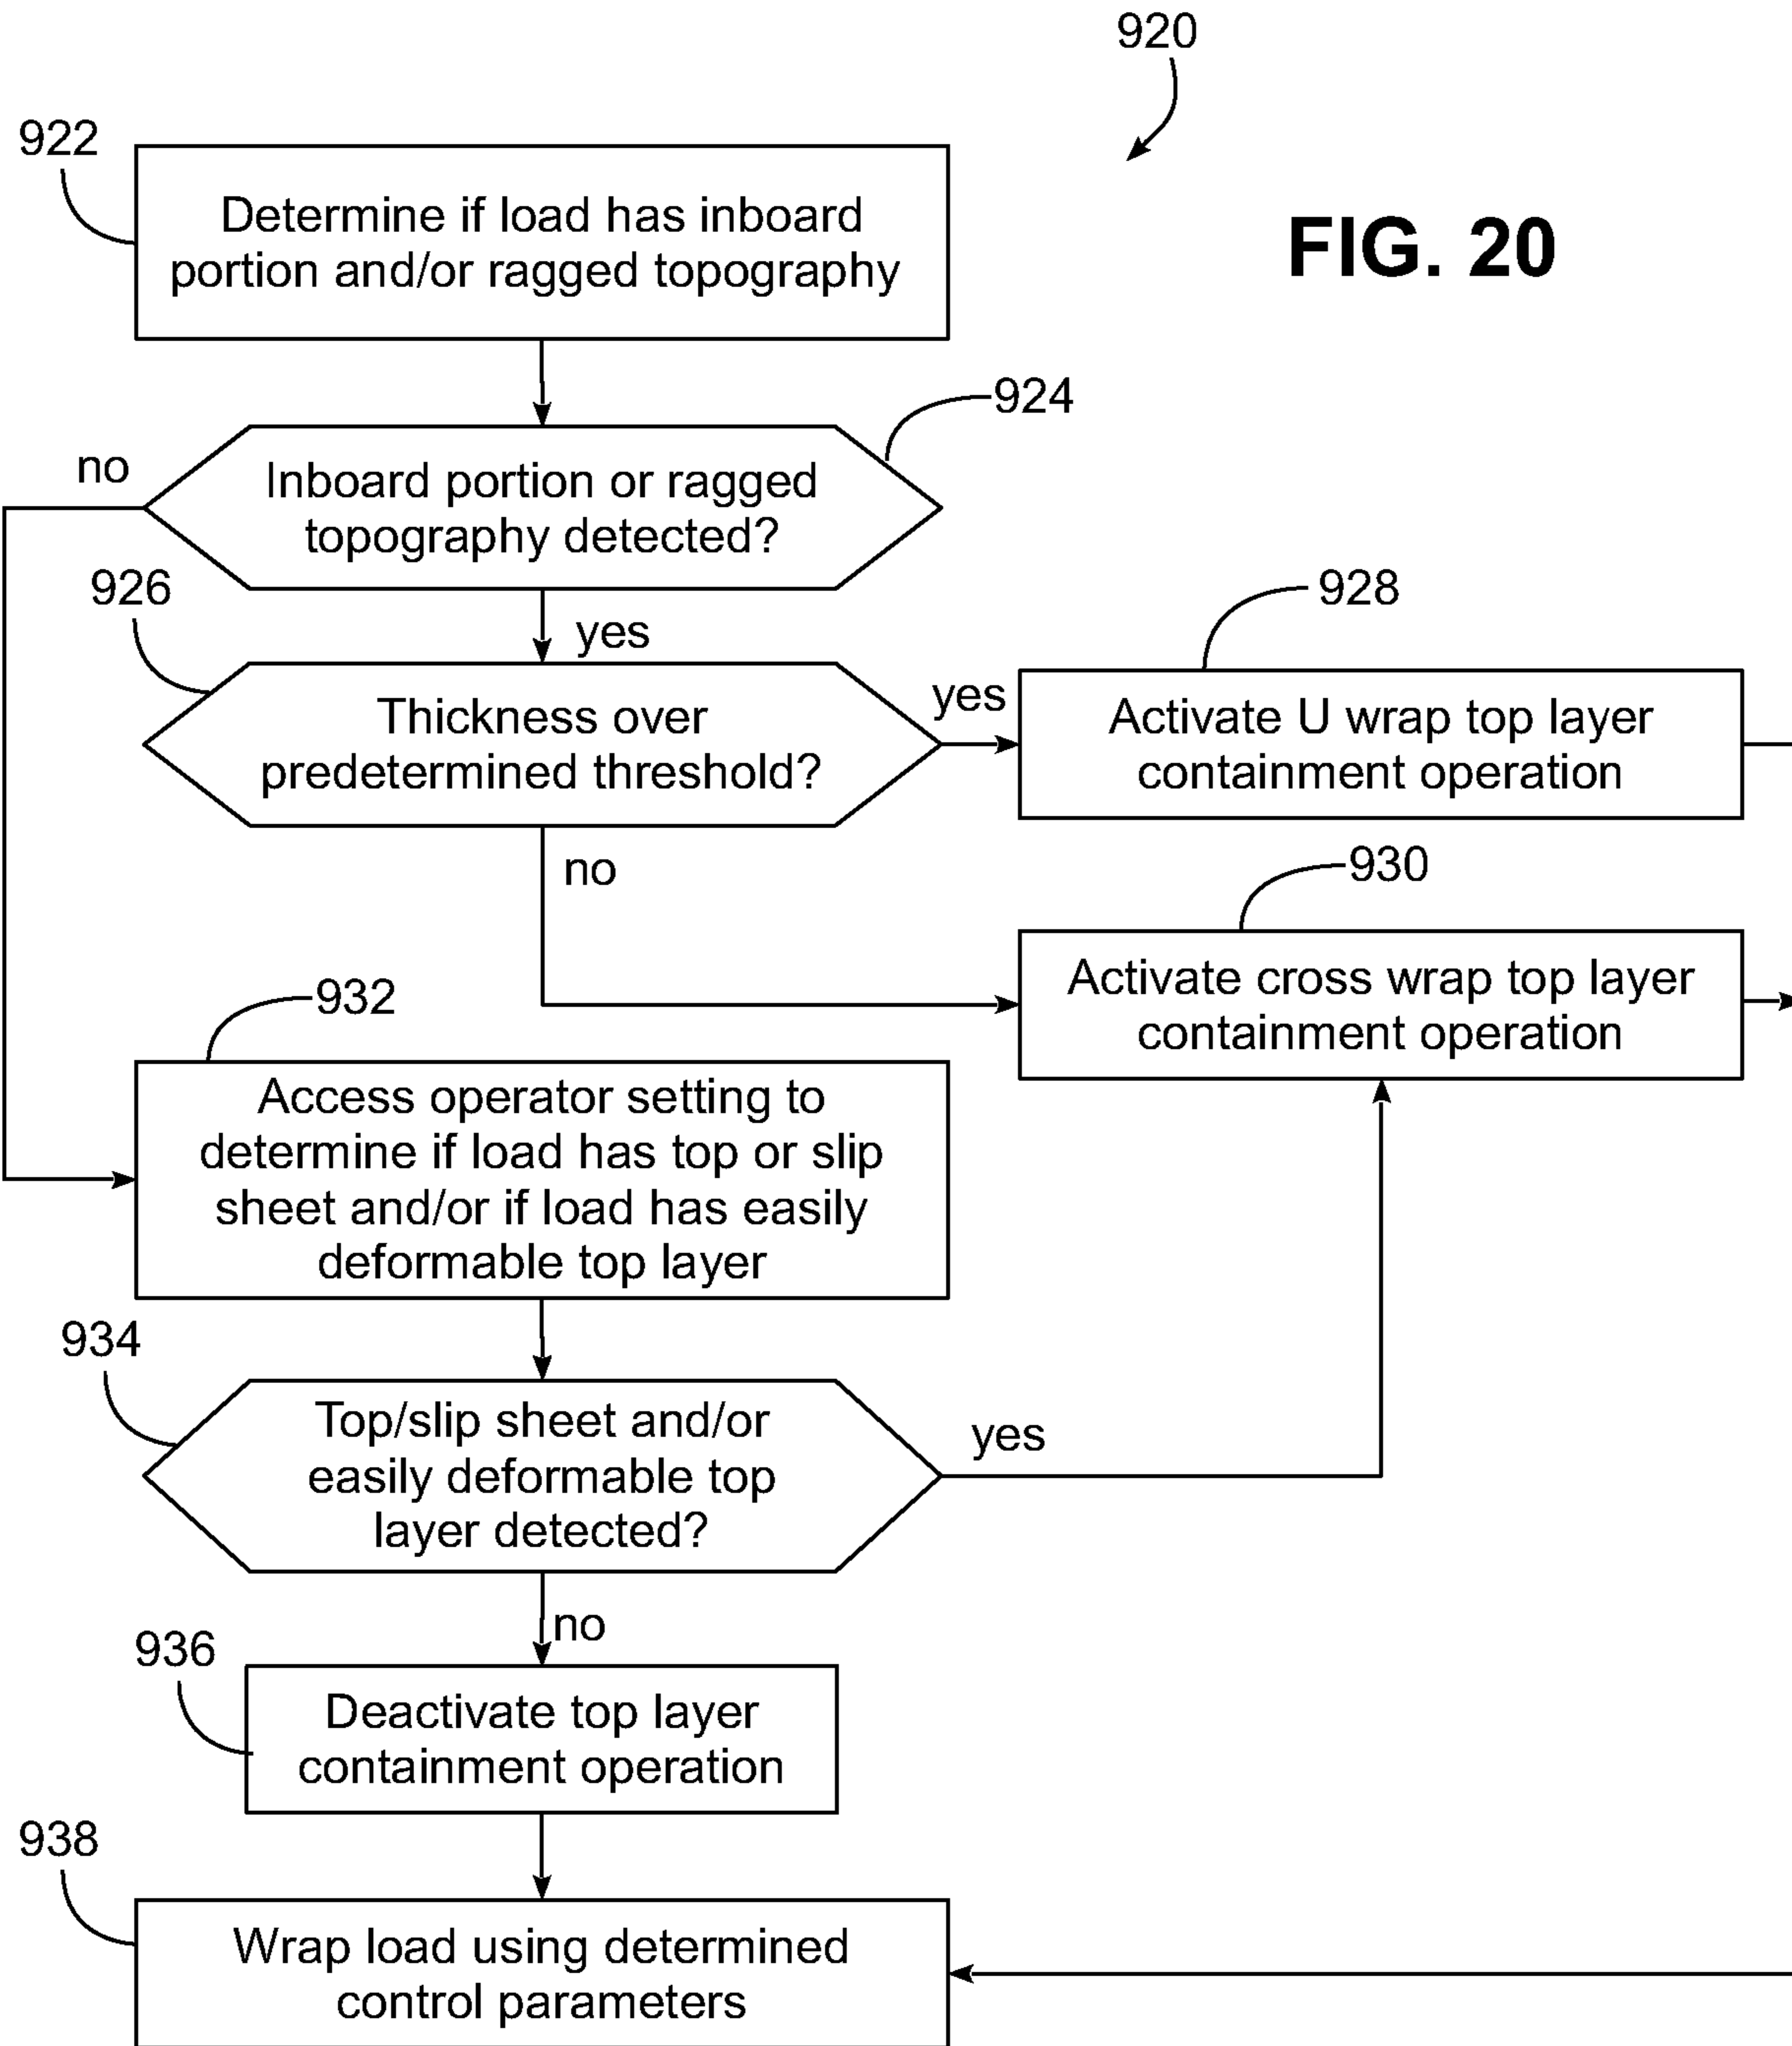 920
922
Determine if load has inboard
portion and/or ragged topography
FIG. 20
924
no
Inboard portion or ragged
topography detected?
926
yes
928
Thickness over
predetermined threshold?
yes
Activate U wrap top layer
containment operation
no
930
Activate cross wrap top layer
containment operation
932
Access operator setting to
determine if load has top or slip
sheet and/or if load has easily
deformable top layer
934
Top/slip sheet and/or
easily deformable top
layer detected?
yes
no
936
Deactivate top layer
containment operation
938
Wrap load using determined
control parameters